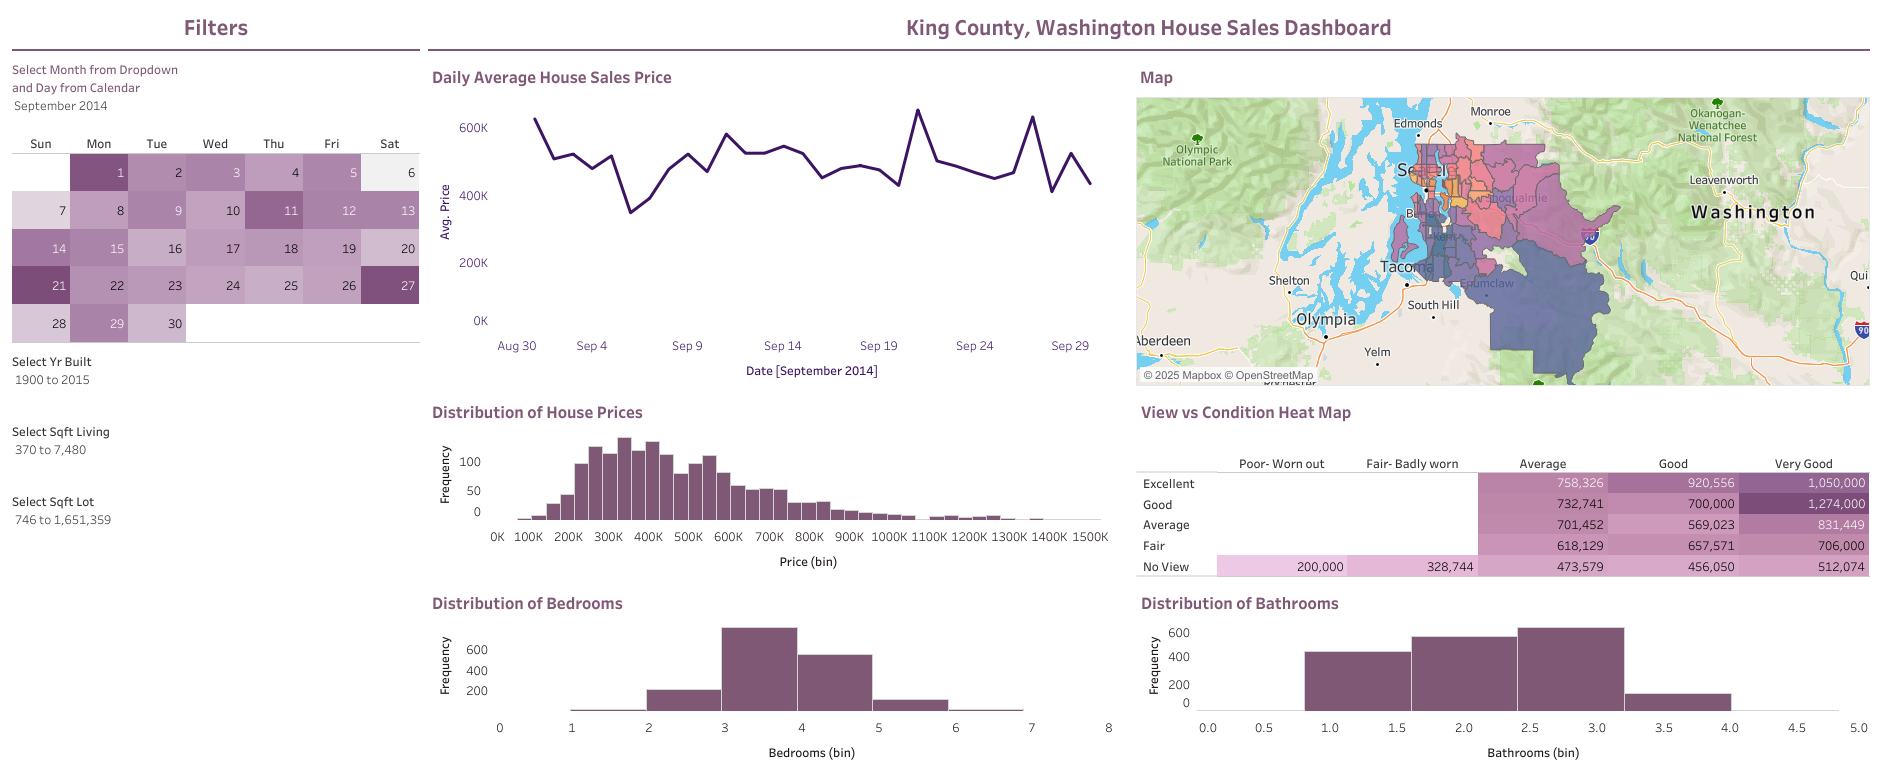 Filters
King County, Washington House Sales Dashboard
Select Month from Dropdown
and Day from Calendar
September 2014
Sun Mon Tue Wed Thu Fri Sat
1 2 3 4 5 6
7 8 9 10 11 12 13
14 15 16 17 18 19 20
21 22 23 24 25 26 27
28 29 30
Select Yr Built
1900 to 2015
Select Sqft Living
370 to 7,480
Select Sqft Lot
746 to 1,651,359
Daily Average House Sales Price
600K
400K
200K
0K
Avg. Price
Aug 30 Sep 4 Sep 9 Sep 14 Sep 19 Sep 24 Sep 29
Date [September 2014]
Map
Monroe
Edmonds
Okanogan-
Wenatchee
National Forest
Olympic
National Park
Seattle
Leavenworth
Snoqualmie
Washington
Kent
90
Tacoma
Enumclaw
Shelton
Qui
South Hill
Olympia
90
Aberdeen
Yelm
© 2025 Mapbox © OpenStreetMap
Rochester
Distribution of House Prices
Frequency
100
50
0
0K 100K 200K 300K 400K 500K 600K 700K 800K 900K 1000K 1100K 1200K 1300K 1400K 1500K
Price (bin)
View vs Condition Heat Map
Poor- Worn out Fair- Badly worn Average Good Very Good
Excellent 758,326 920,556 1,050,000
Good 732,741 700,000 1,274,000
Average 701,452 569,023 831,449
Fair 618,129 657,571 706,000
No View 200,000 328,744 473,579 456,050 512,074
Distribution of Bedrooms
Frequency
600
400
200
0 1 2 3 4 5 6 7 8
Bedrooms (bin)
Distribution of Bathrooms
Frequency
600
400
200
0
0.0 0.5 1.0 1.5 2.0 2.5 3.0 3.5 4.0 4.5 5.0
Bathrooms (bin)